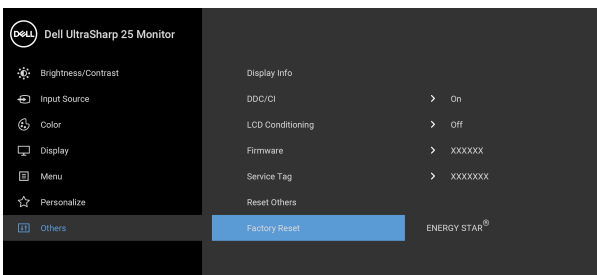 DELL Dell UltraSharp 25 Monitor
Brightness/Contrast
Display Info
Input Source
DDC/CI > On
Color
LCD Conditioning > Off
Display
Firmware > XXXXXX
Menu
Service Tag > XXXXXXX
Personalize
Reset Others
Others
Factory Reset ENERGY STAR®